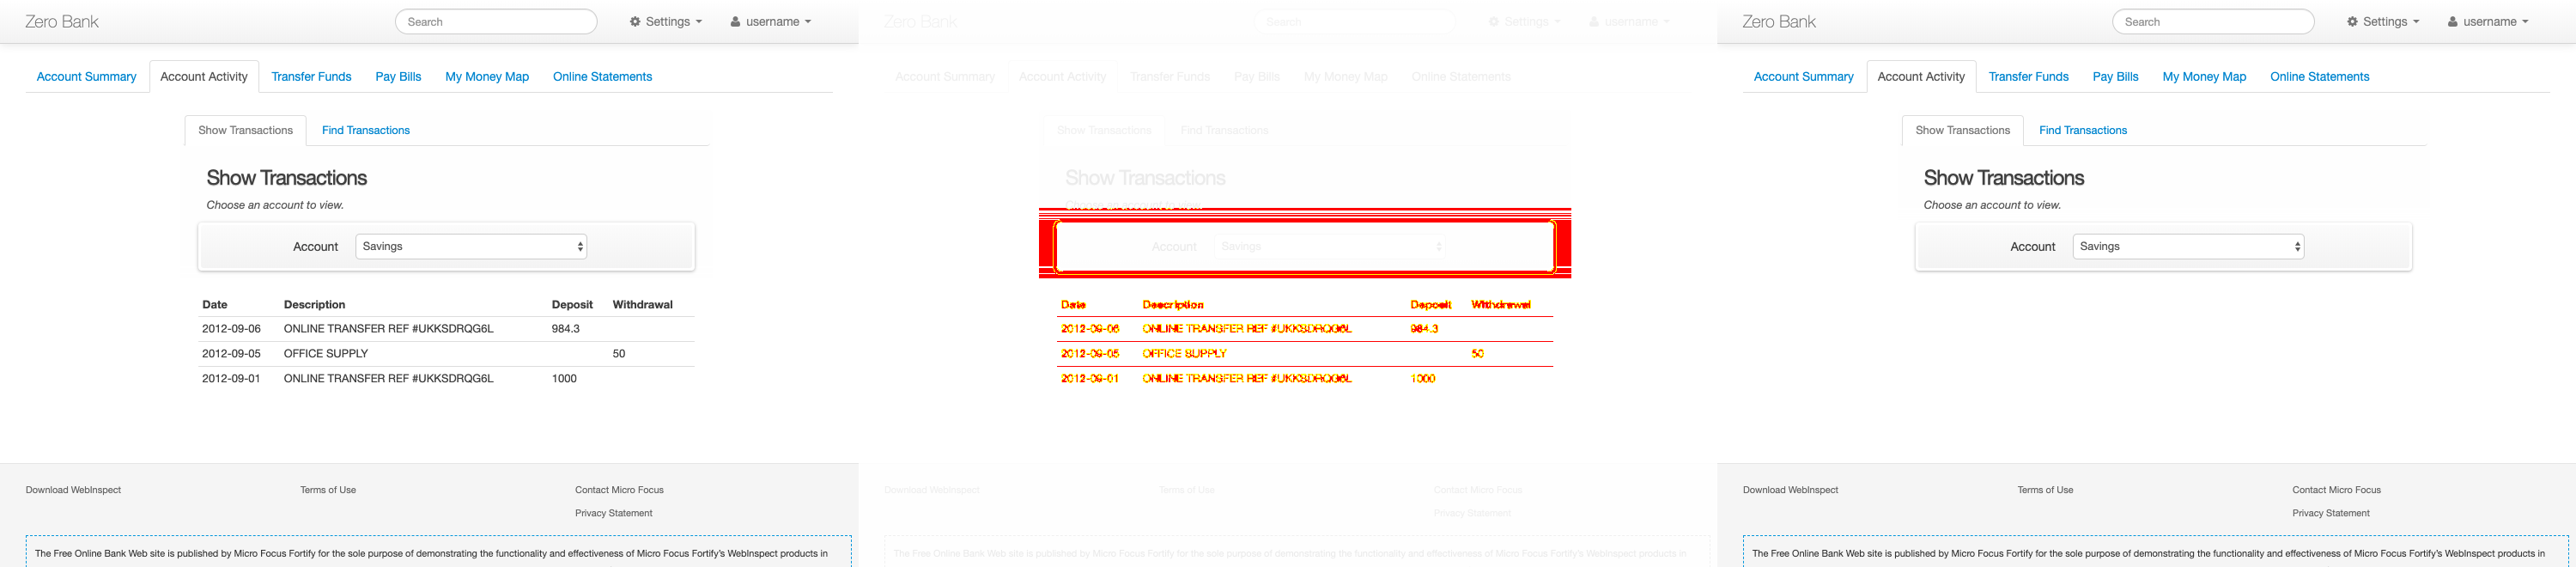 Zero Bank Search Settings username
Account Summary Account Activity Transfer Funds Pay Bills My Money Map Online Statements
Show Transactions Find Transactions
Show Transactions
Choose an account to view.
Account Savings
Date Description Deposit Withdrawal
2012-09-06 ONLINE TRANSFER REF #UKKSDRQG6L 984.3
2012-09-05 OFFICE SUPPLY 50
2012-09-01 ONLINE TRANSFER REF #UKKSDRQG6L 1000
Download WebInspect Terms of Use Contact Micro Focus
Privacy Statement
The Free Online Bank Web site is published by Micro Focus Fortify for the sole purpose of demonstrating the functionality and effectiveness of Micro Focus Fortify's WebInspect products in
Zero Bank Search Settings username
Account Summary Account Activity Transfer Funds Pay Bills My Money Map Online Statements
Show Transactions Find Transactions
Show Transactions
Choose an account to view.
Account Savings
Date Description Deposit Withdrawal
2012-09-06 ONLINE TRANSFER REF #UKKSDRQG6L 984.3
2012-09-05 OFFICE SUPPLY 50
2012-09-01 ONLINE TRANSFER REF #UKKSDRQG6L 1000
Download WebInspect Terms of Use Contact Micro Focus
Privacy Statement
The Free Online Bank Web site is published by Micro Focus Fortify for the sole purpose of demonstrating the functionality and effectiveness of Micro Focus Fortify's WebInspect products in
Zero Bank Search Settings username
Account Summary Account Activity Transfer Funds Pay Bills My Money Map Online Statements
Show Transactions Find Transactions
Show Transactions
Choose an account to view.
Account Savings
Download WebInspect Terms of Use Contact Micro Focus
Privacy Statement
The Free Online Bank Web site is published by Micro Focus Fortify for the sole purpose of demonstrating the functionality and effectiveness of Micro Focus Fortify's WebInspect products in